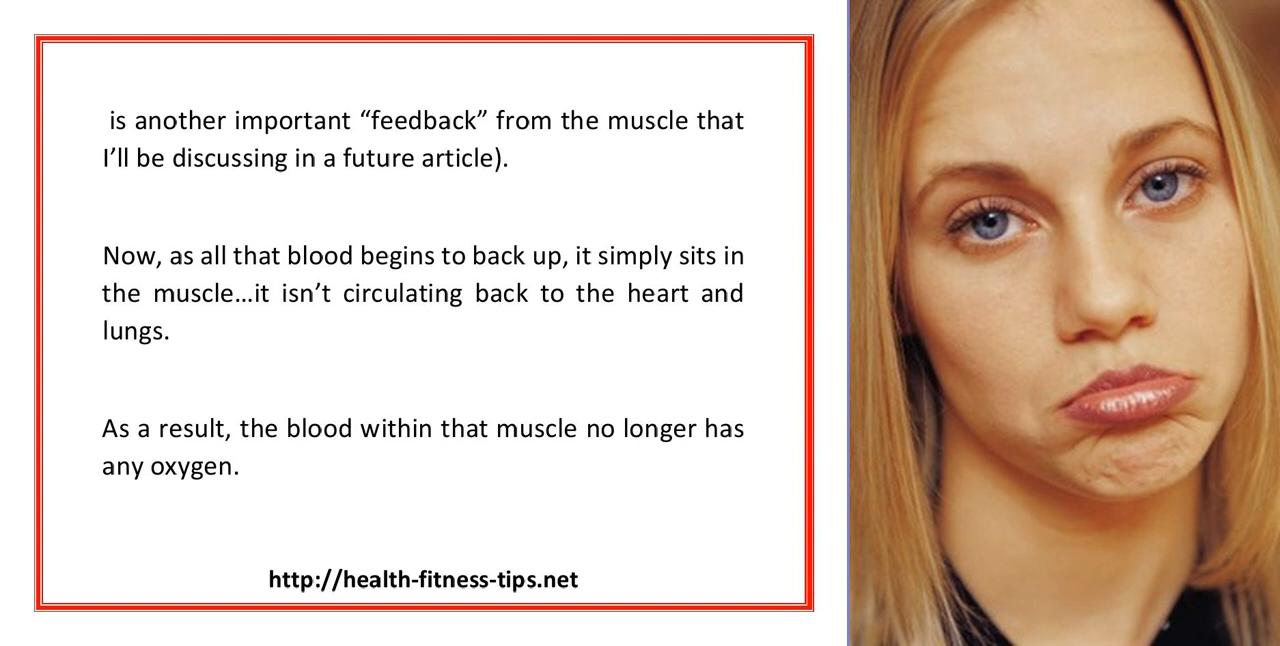 is another important “feedback” from the muscle that
I’ll be discussing in a future article).
Now, as all that blood begins to back up, it simply sits in
the muscle…it isn’t circulating back to the heart and
lungs.
As a result, the blood within that muscle no longer has
any oxygen.
http://health-fitness-tips.net